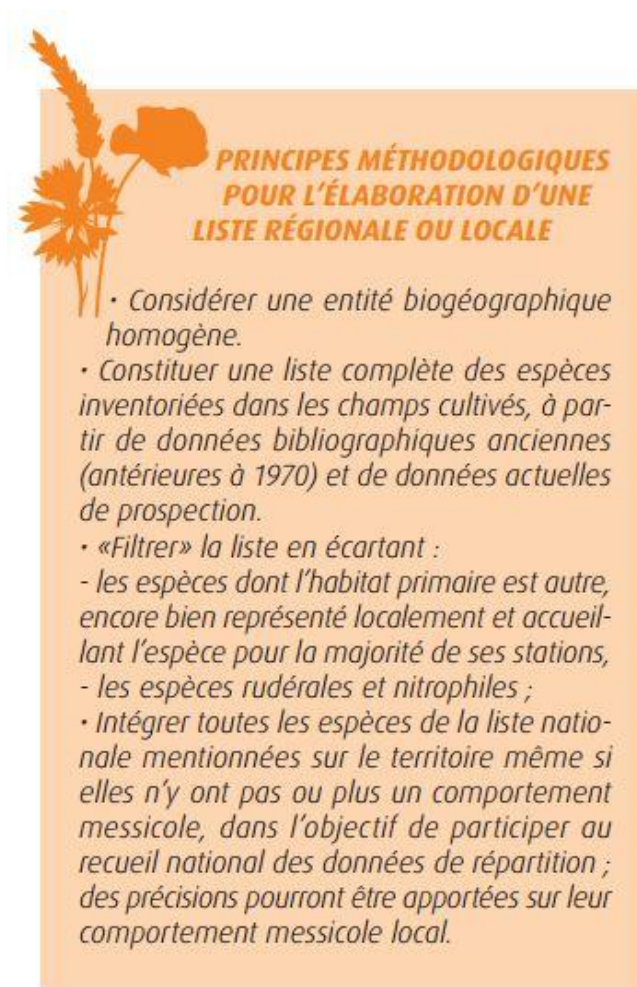 PRINCIPES MÉTHODOLOGIQUES
POUR L'ÉLABORATION D'UNE
LISTE RÉGIONALE OU LOCALE
• Considérer une entité biogéographique
homogène.
• Constituer une liste complète des espèces
inventoriées dans les champs cultivés, à par-
tir de données bibliographiques anciennes
(antérieures à 1970) et de données actuelles
de prospection.
• «Filtrer» la liste en écartant :
- les espèces dont l'habitat primaire est autre,
encore bien représenté localement et accueil-
lant l'espèce pour la majorité de ses stations,
- les espèces rudérales et nitrophiles ;
• Intégrer toutes les espèces de la liste natio-
nale mentionnées sur le territoire même si
elles n'y ont pas ou plus un comportement
messicole, dans l'objectif de participer au
recueil national des données de répartition ;
des précisions pourront être apportées sur leur
comportement messicole local.